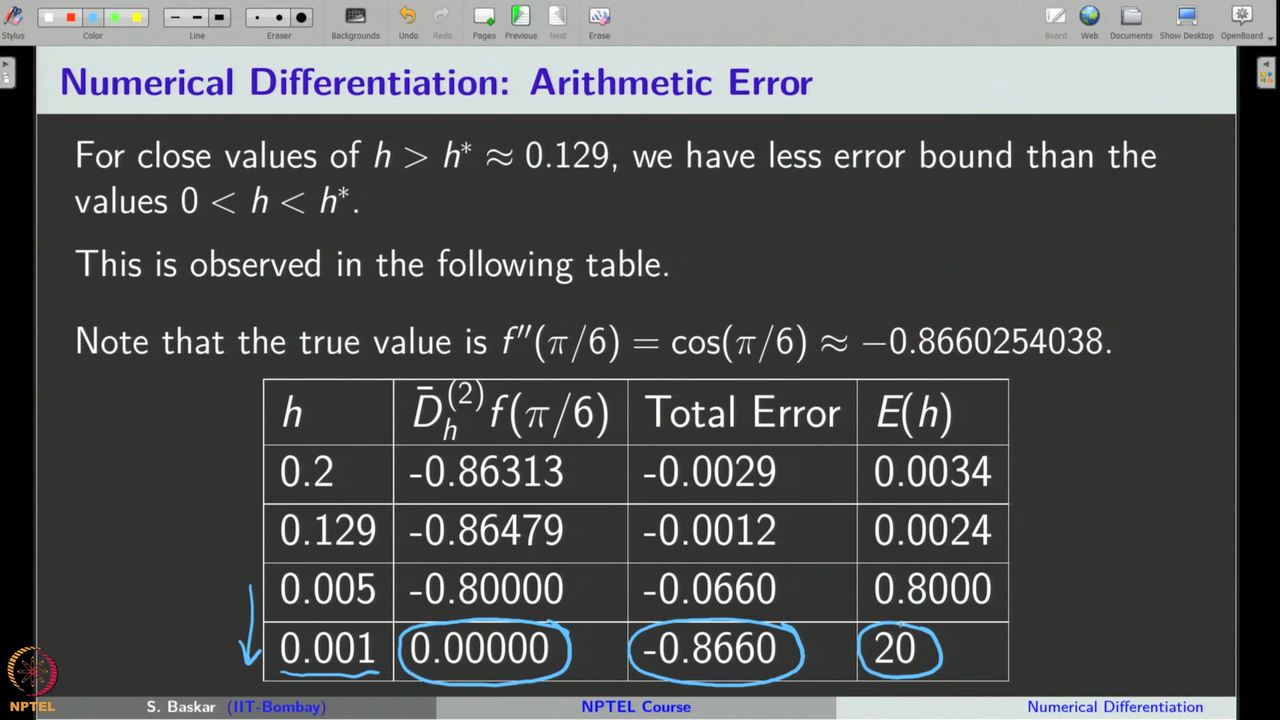 Stylus Color Line Eraser Backgrounds Undo Redo Pages Previous Next Erase Board Web Documents Show Desktop OpenBoard
Numerical Differentiation: Arithmetic Error
For close values of h > h* ≈ 0.129, we have less error bound than the
values 0 < h < h*.
This is observed in the following table.
Note that the true value is f″(π/6) = cos(π/6) ≈ −0.8660254038.
h D̄_h^(2) f(π/6) Total Error E(h)
0.2 -0.86313 -0.0029 0.0034
0.129 -0.86479 -0.0012 0.0024
0.005 -0.80000 -0.0660 0.8000
0.001 0.00000 -0.8660 20
NPTEL
S. Baskar (IIT-Bombay) NPTEL Course Numerical Differentiation